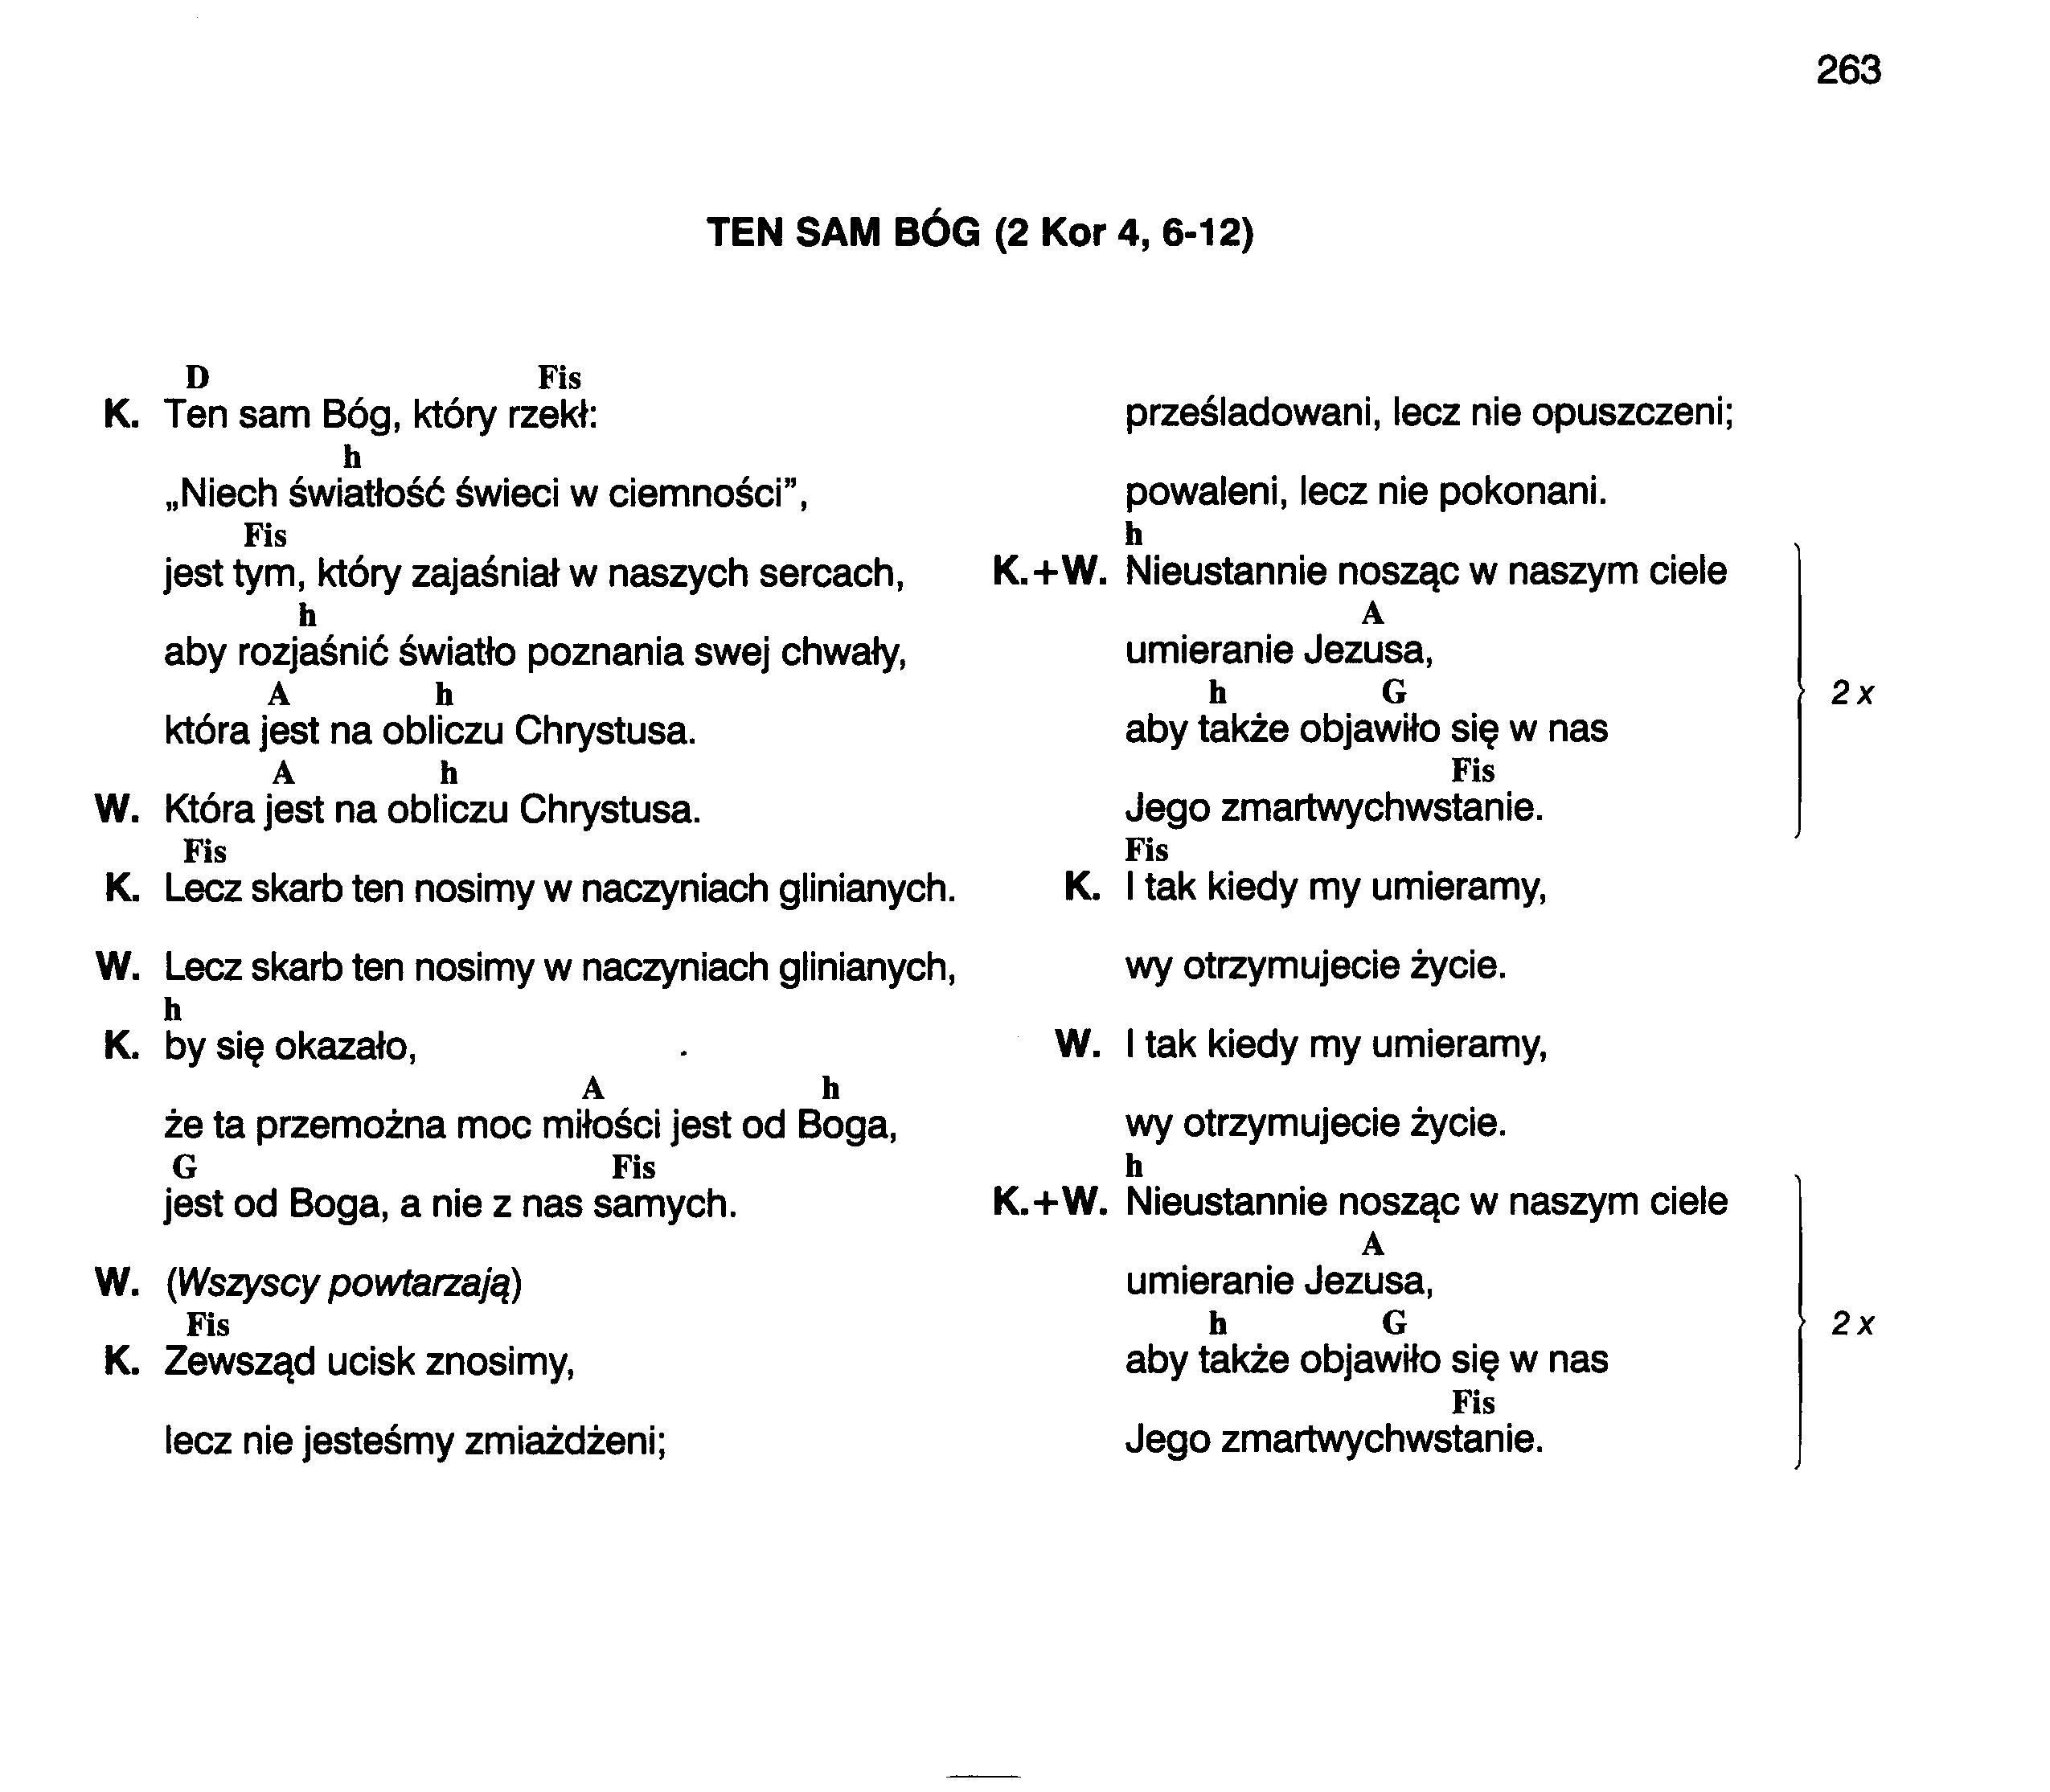 263
TEN SAM BÓG (2 Kor 4, 6-12)
D Fis
K. Ten sam Bóg, który rzekł:
h
„Niech światłość świeci w ciemności”,
Fis
jest tym, który zajaśniał w naszych sercach,
h
aby rozjaśnić światło poznania swej chwały,
A h
która jest na obliczu Chrystusa.
A h
W. Która jest na obliczu Chrystusa.
Fis
K. Lecz skarb ten nosimy w naczyniach glinianych.
W. Lecz skarb ten nosimy w naczyniach glinianych,
h
K. by się okazało,
A h
że ta przemożna moc miłości jest od Boga,
G Fis
jest od Boga, a nie z nas samych.
W. (Wszyscy powtarzają)
Fis
K. Zewsząd ucisk znosimy,
lecz nie jesteśmy zmiażdżeni;
prześladowani, lecz nie opuszczeni;
powaleni, lecz nie pokonani.
h
K.+W. Nieustannie nosząc w naszym ciele
A
umieranie Jezusa,
h G
2 x
aby także objawiło się w nas
Fis
Jego zmartwychwstanie.
Fis
K. I tak kiedy my umieramy,
wy otrzymujecie życie.
W. I tak kiedy my umieramy,
wy otrzymujecie życie.
h
K.+W. Nieustannie nosząc w naszym ciele
A
umieranie Jezusa,
h G
2 x
aby także objawiło się w nas
Fis
Jego zmartwychwstanie.